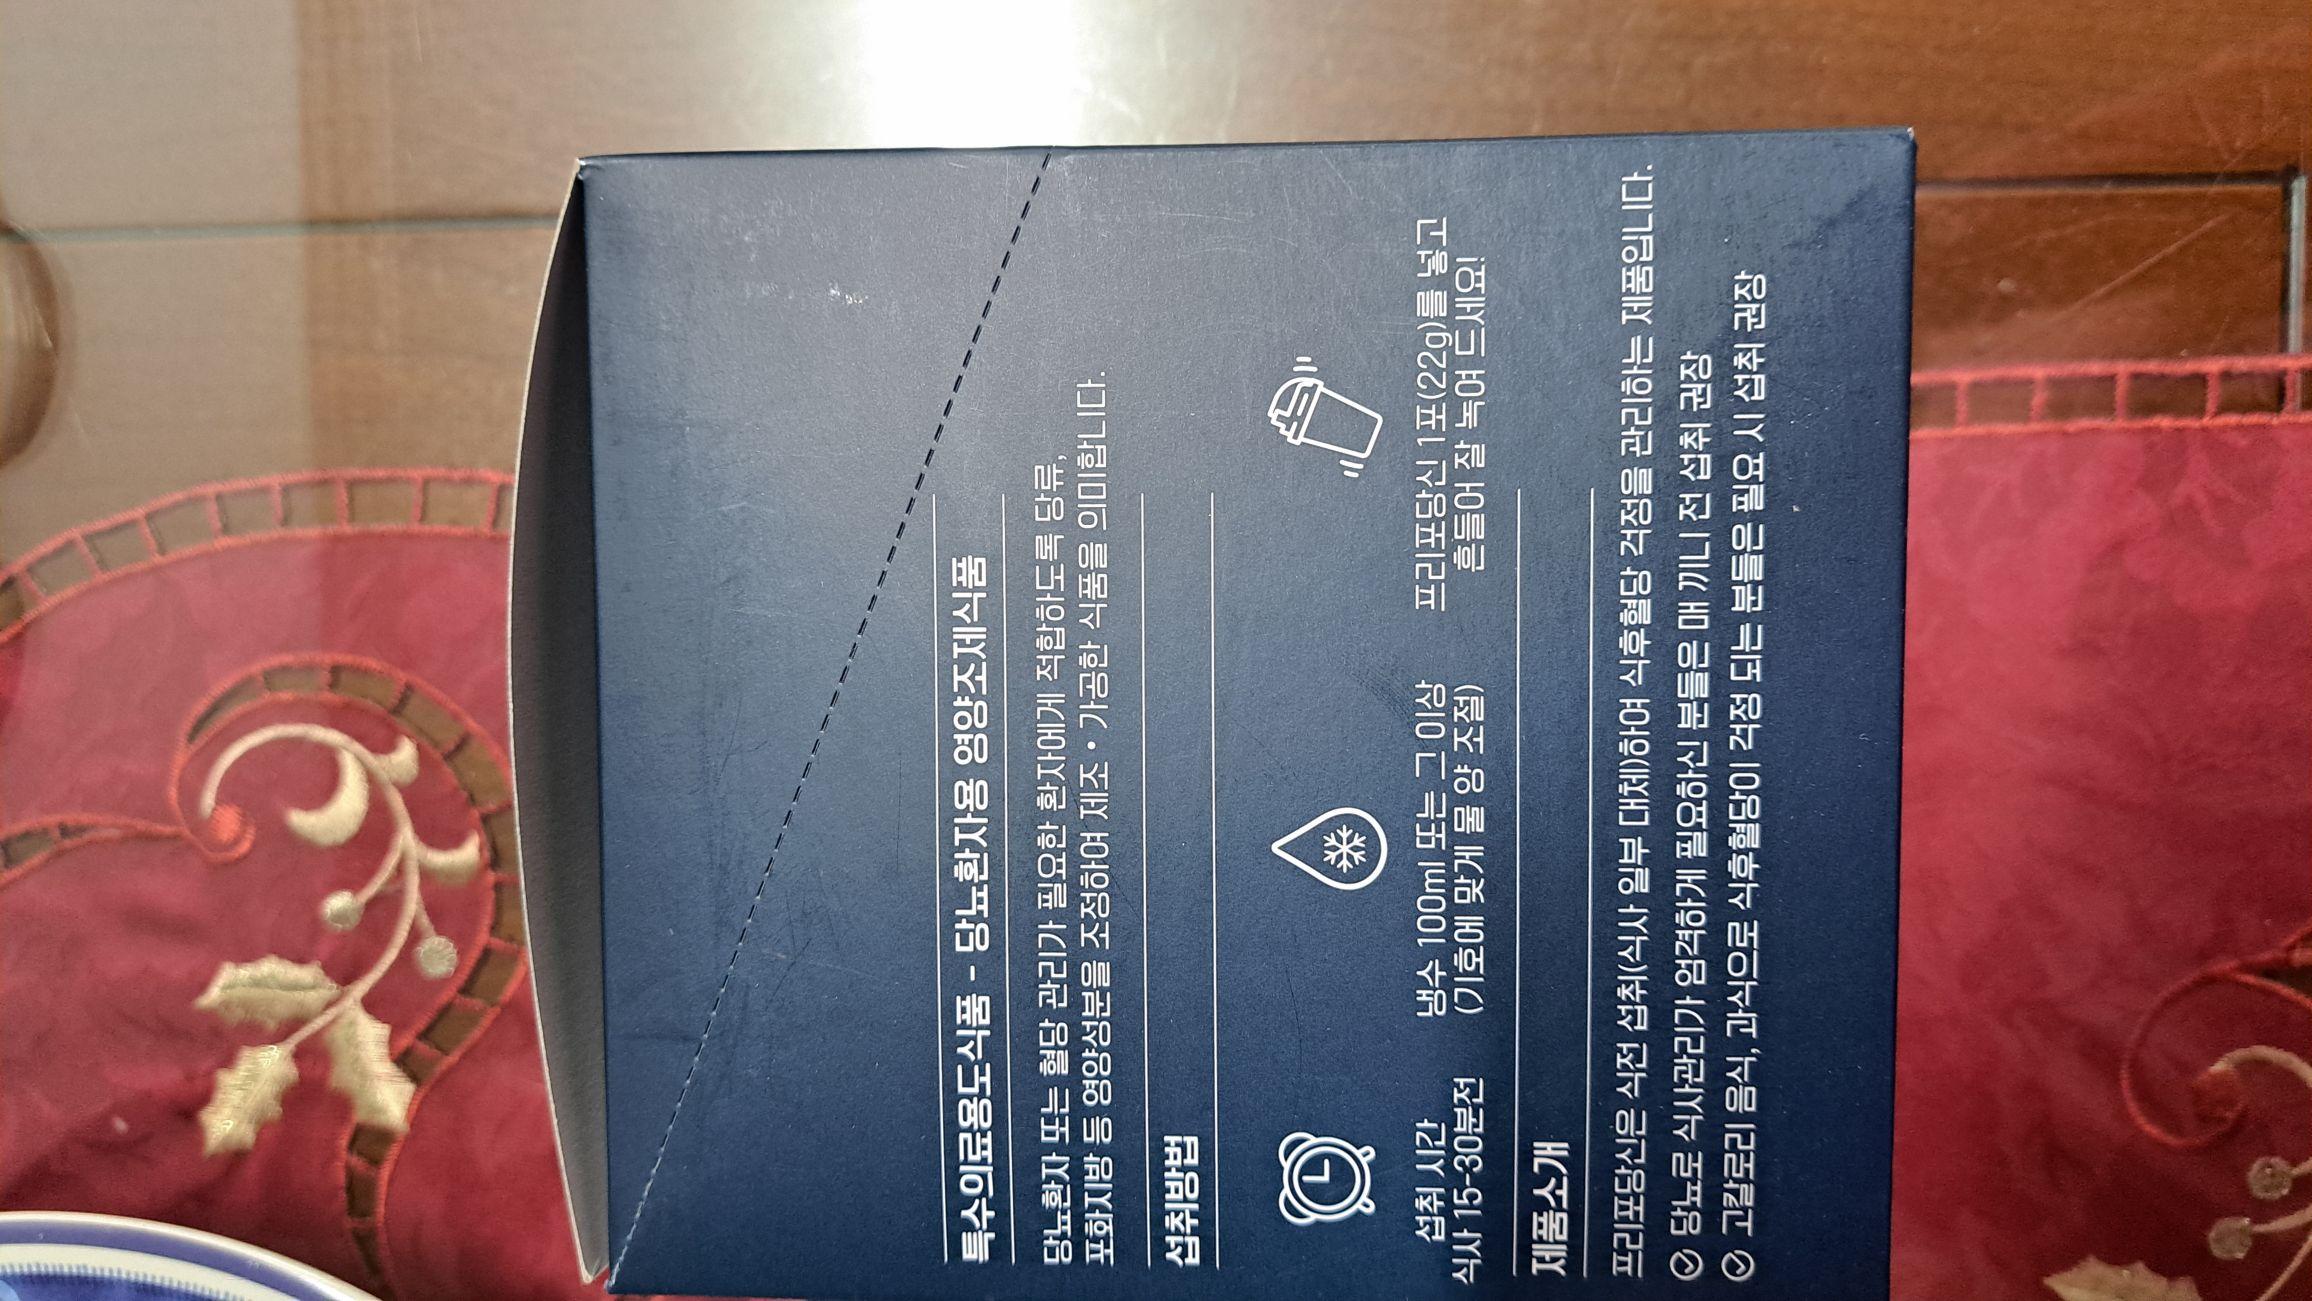 특수의료용도식품 - 당뇨환자용 영양조제식품
당뇨환자 또는 혈당 관리가 필요한 환자에게 적합하도록 당류,
포화지방 등 영양성분을 조정하여 제조•가공한 식품을 의미합니다.
섭취방법
섭취 시간
식사 15-30분전
냉수 100ml 또는 그 이상
(기호에 맞게 물 양 조절)
프리포당신 1포(22g)를 넣고
흔들어 잘 녹여 드세요!
제품소개
프리포당신은 식전 섭취(식사 일부 대체)하여 식후혈당 걱정을 관리하는 제품입니다.
당뇨로 식사관리가 엄격하게 필요하신 분들은 매 끼니 전 섭취 권장
고칼로리 음식, 과식으로 식후혈당이 걱정 되는 분들은 필요 시 섭취 권장